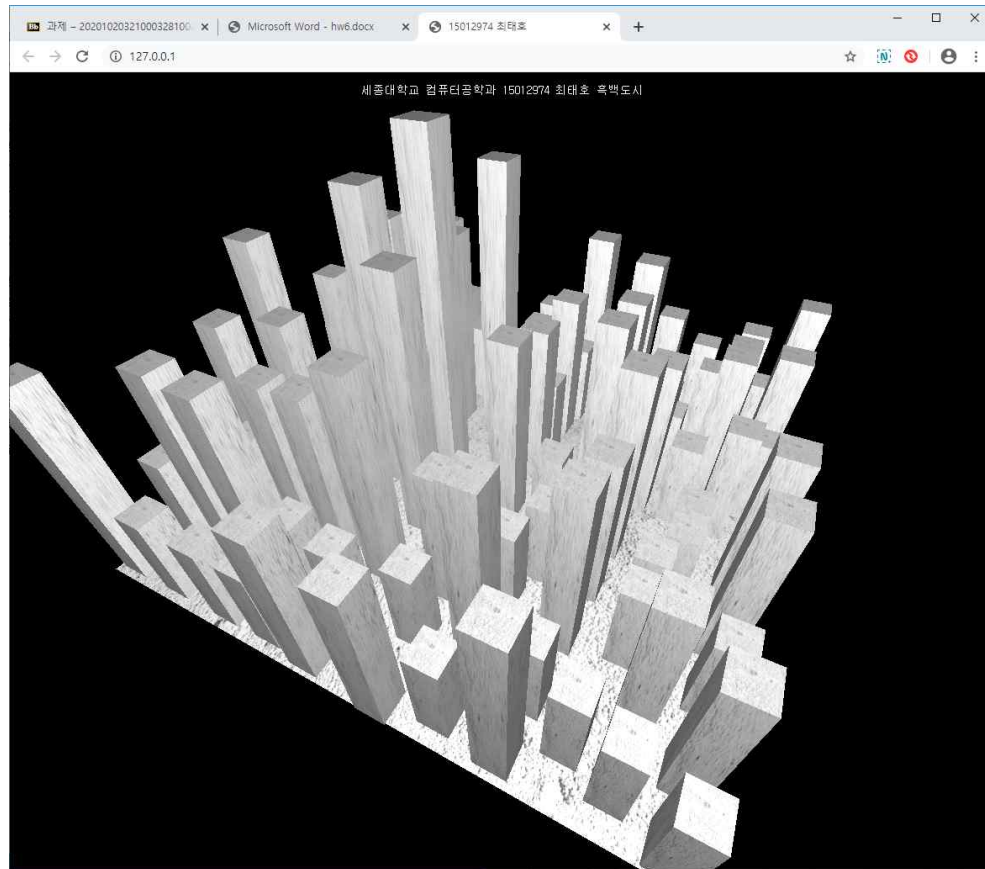 과제 – 2020102032100032810
Microsoft Word - hw6.docx
15012974 최태호
127.0.0.1
세종대학교 컴퓨터공학과 15012974 최태호 흑백도시